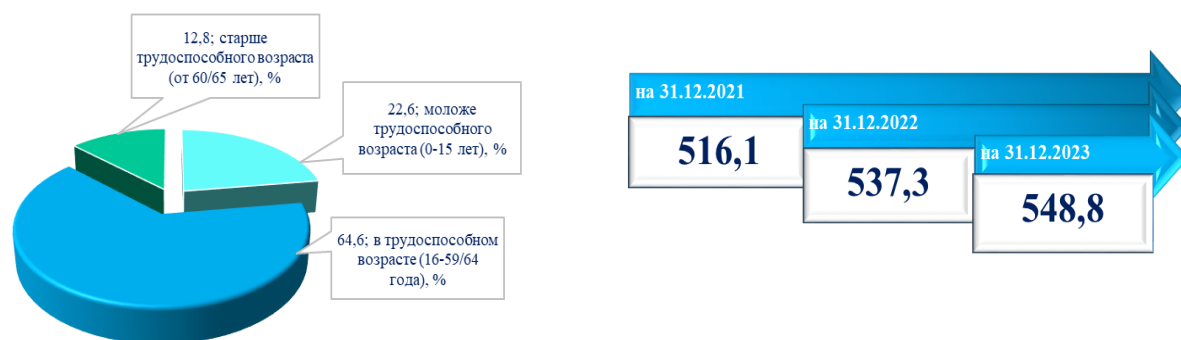 12,8; старше
трудоспособного возраста
(от 60/65 лет), %
22,6; моложе
трудоспособного
возраста (0-15 лет), %
64,6; в трудоспособном
возрасте (16-59/64
года), %
на 31.12.2021
516,1
на 31.12.2022
537,3
на 31.12.2023
548,8